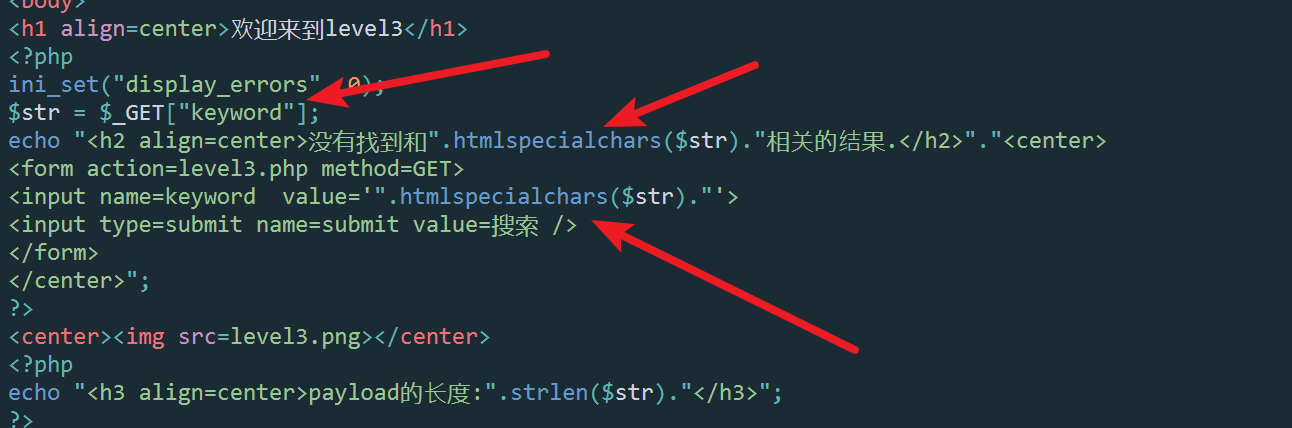 <body>
<h1 align=center>欢迎来到level3</h1>
<?php
ini_set("display_errors" 0);
$str = $_GET["keyword"];
echo "<h2 align=center>没有找到和".htmlspecialchars($str)."相关的结果.</h2>"."<center>
<form action=level3.php method=GET>
<input name=keyword  value='".htmlspecialchars($str)."'>
<input type=submit name=submit value=搜索 />
</form>
</center>";
?>
<center><img src=level3.png></center>
<?php
echo "<h3 align=center>payload的长度:".strlen($str)."</h3>";
?>